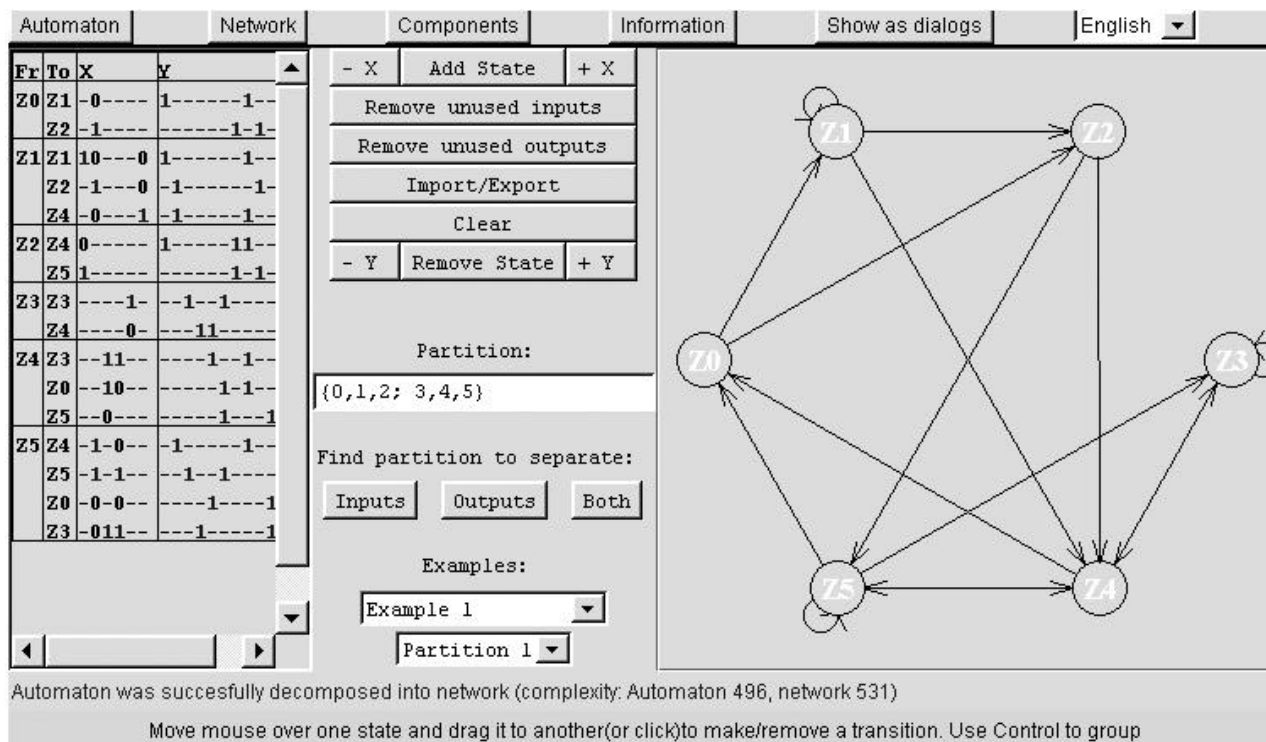 Automaton Network Components Information Show as dialogs English
Fr To X Y
Z0 Z1 -0---- 1------1--
Z2 -1---- ------1-1-
Z1 Z1 10---0 1------1--
Z2 -1---0 -1------1-
Z4 -0---1 -1-----1--
Z2 Z4 0----- 1-----11--
Z5 1----- ------1-1-
Z3 Z3 ----1- --1--1----
Z4 ----0- ---11-----
Z4 Z3 --11-- ----1--1--
Z0 --10-- -----1-1--
Z5 --0--- -----1---1
Z5 Z4 -1-0-- -1-----1--
Z5 -1-1-- --1--1----
Z0 -0-0-- ----1----1
Z3 -011-- ---1-----1
- X Add State + X
Remove unused inputs
Remove unused outputs
Import/Export
Clear
- Y Remove State + Y
Partition:
{0,1,2; 3,4,5}
Find partition to separate:
Inputs Outputs Both
Examples:
Example 1
Partition 1
Z1 Z2
Z0 Z3
Z5 Z4
Automaton was succesfully decomposed into network (complexity: Automaton 496, network 531)
Move mouse over one state and drag it to another(or click)to make/remove a transition. Use Control to group